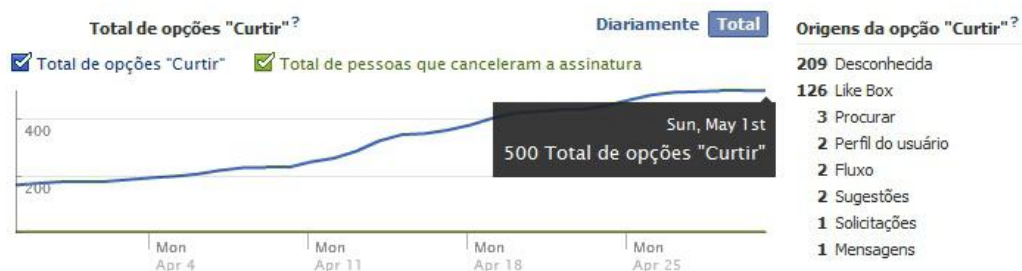 Total de opções "Curtir"?
Diariamente Total
Total de opções "Curtir" Total de pessoas que canceleram a assinatura
400
200
Sun, May 1st
500 Total de opções "Curtir"
Mon
Apr 4
Mon
Apr 11
Mon
Apr 18
Mon
Apr 25
Origens da opção "Curtir"?
209 Desconhecida
126 Like Box
3 Procurar
2 Perfil do usuário
2 Fluxo
2 Sugestões
1 Solicitações
1 Mensagens